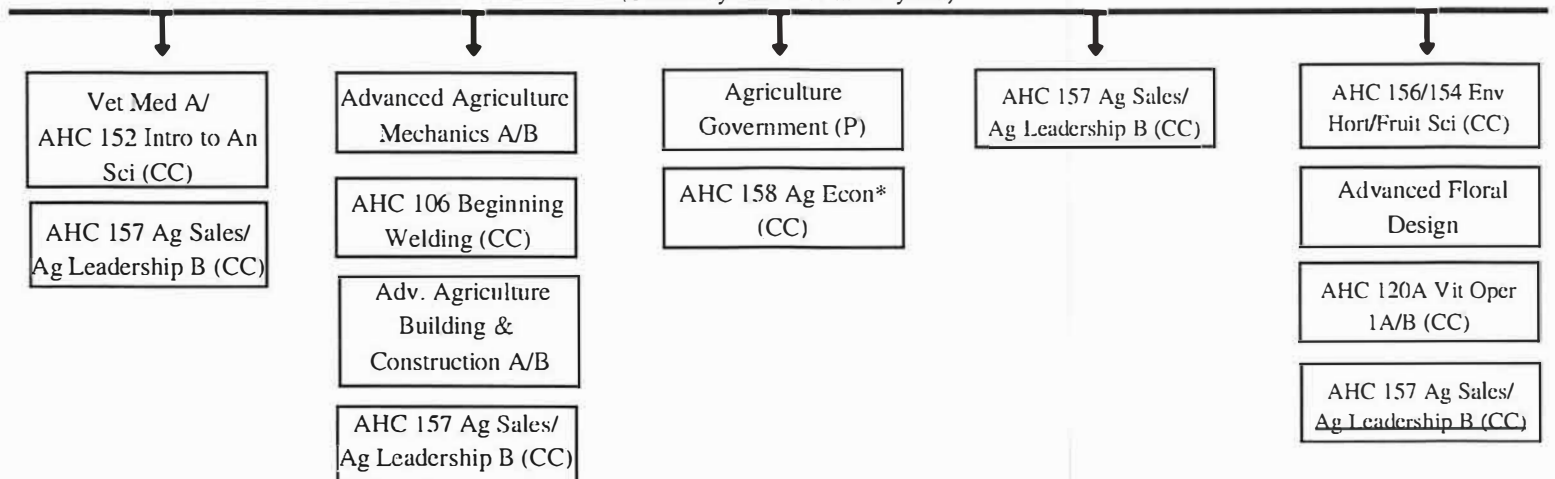 Vet Med A/
AHC 152 Intro to An
Sci (CC)
AHC 157 Ag Sales/
Ag Leadership B (CC)
Advanced Agriculture
Mechanics A/B
AHC 106 Beginning
Welding (CC)
Adv. Agriculture
Building &
Construction A/B
AHC 157 Ag Sales/
Ag Leadership B (CC)
Agriculture
Government (P)
AHC 158 Ag Econ*
(CC)
AHC 157 Ag Sales/
Ag Leadership B (CC)
AHC 156/154 Env
Hort/Fruit Sci (CC)
Advanced Floral
Design
AHC 120A Vit Oper
1A/B (CC)
AHC 157 Ag Sales/
Ag Leadership B (CC)